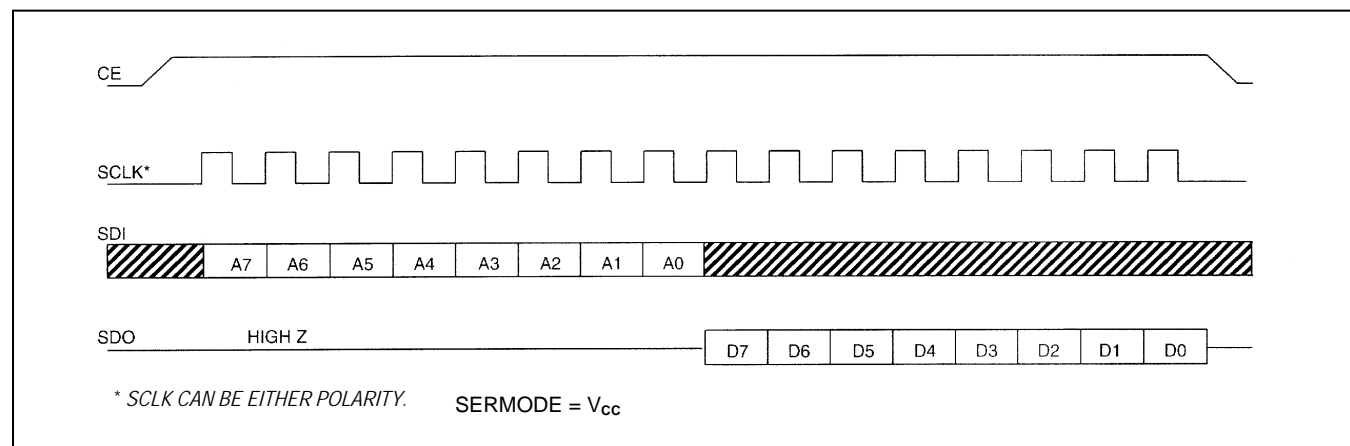 CE
SCLK*
SDI
A7 A6 A5 A4 A3 A2 A1 A0
SDO HIGH Z
D7 D6 D5 D4 D3 D2 D1 D0
* SCLK CAN BE EITHER POLARITY. SERMODE = VCC